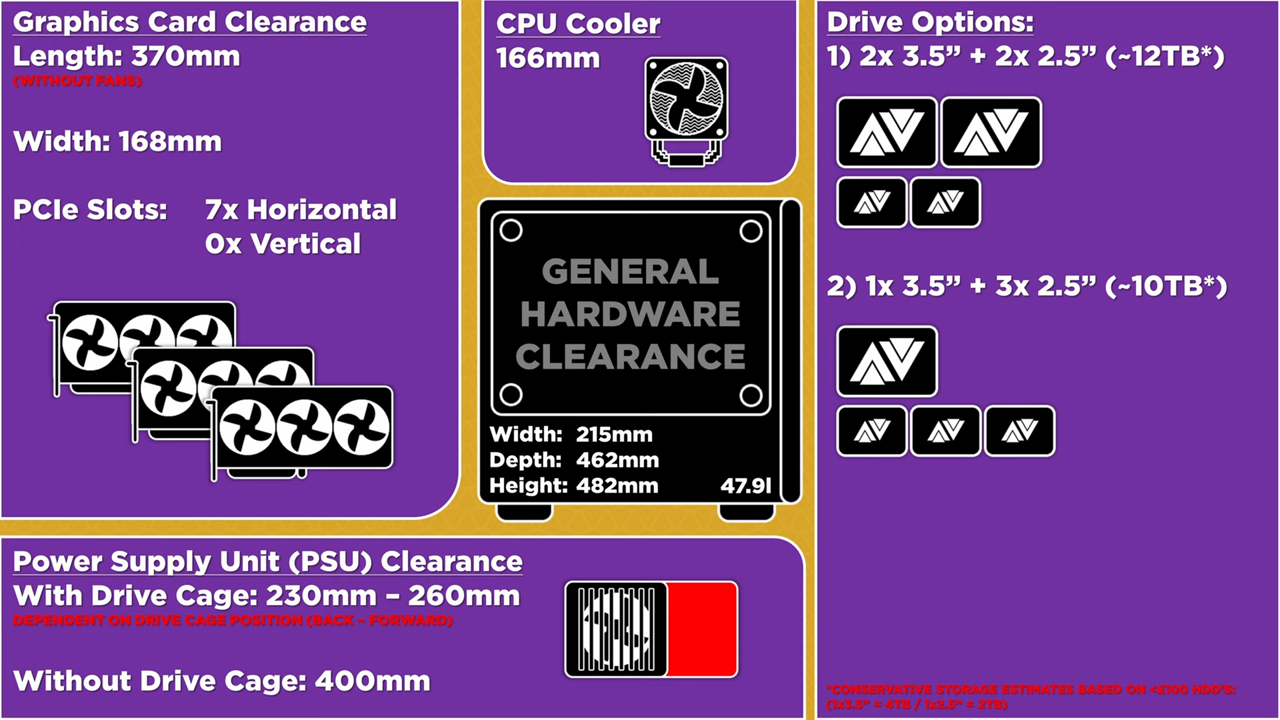 Graphics Card Clearance
Length: 370mm
(WITHOUT FANS)
Width: 168mm
PCIe Slots: 7x Horizontal
0x Vertical
CPU Cooler
166mm
GENERAL
HARDWARE
CLEARANCE
Width: 215mm
Depth: 462mm
Height: 482mm 47.9l
Power Supply Unit (PSU) Clearance
With Drive Cage: 230mm – 260mm
DEPENDENT ON DRIVE CAGE POSITION (BACK – FORWARD)
Without Drive Cage: 400mm
Drive Options:
1) 2x 3.5” + 2x 2.5” (~12TB*)
2) 1x 3.5” + 3x 2.5” (~10TB*)
*CONSERVATIVE STORAGE ESTIMATES BASED ON <£100 HDD'S:
(1x3.5” = 4TB / 1x2.5” = 2TB)